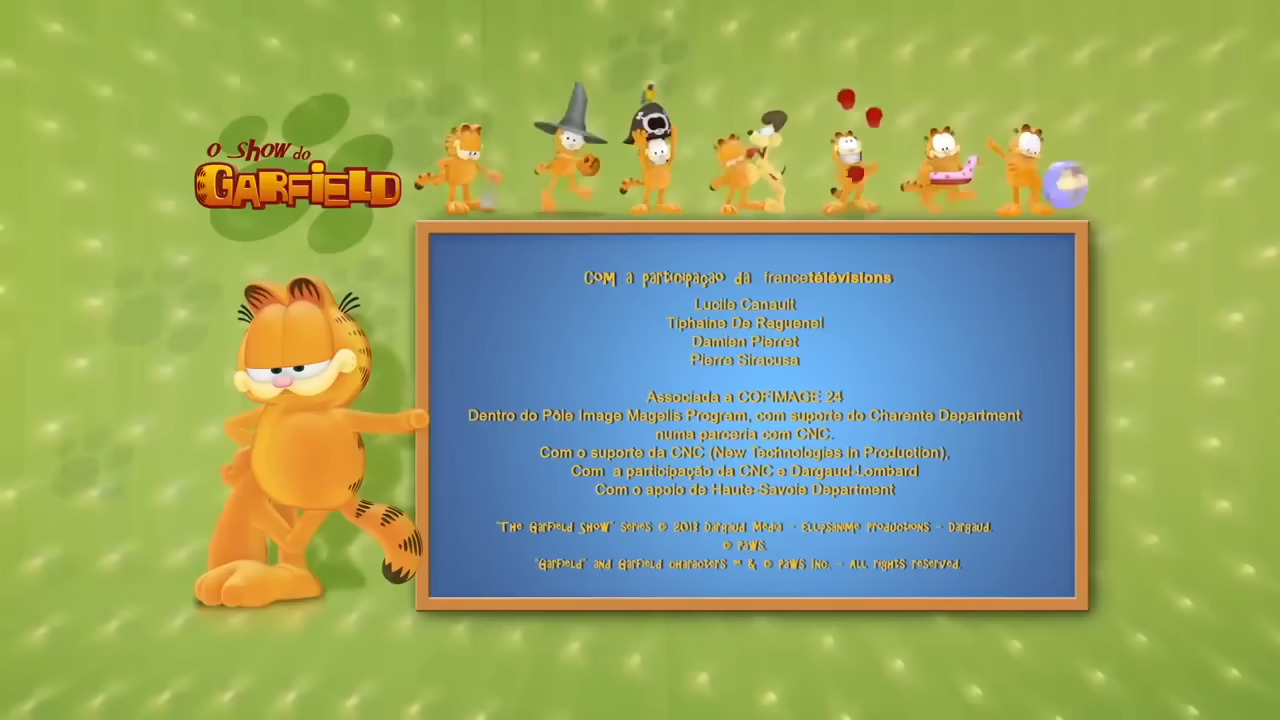 o Show do
GARFIELD
Com a participação da francetélévisions
Lucile Canault
Tiphaine De Raguenel
Damien Pierret
Pierre Siracusa
Associada a COFIMAGE 24
Dentro do Pôle Image Magelis Program, com suporte do Charente Department
numa parceria com CNC.
Com o suporte da CNC (New Technologies in Production),
Com a participação da CNC e Dargaud-Lombard
Com o apoio de Haute-Savoie Department
"The Garfield Show" Series © 2013 Dargaud Media - Ellipsanime Productions - Dargaud.
© Paws.
"Garfield" and Garfield characters ™ & © Paws Inc. - All rights reserved.